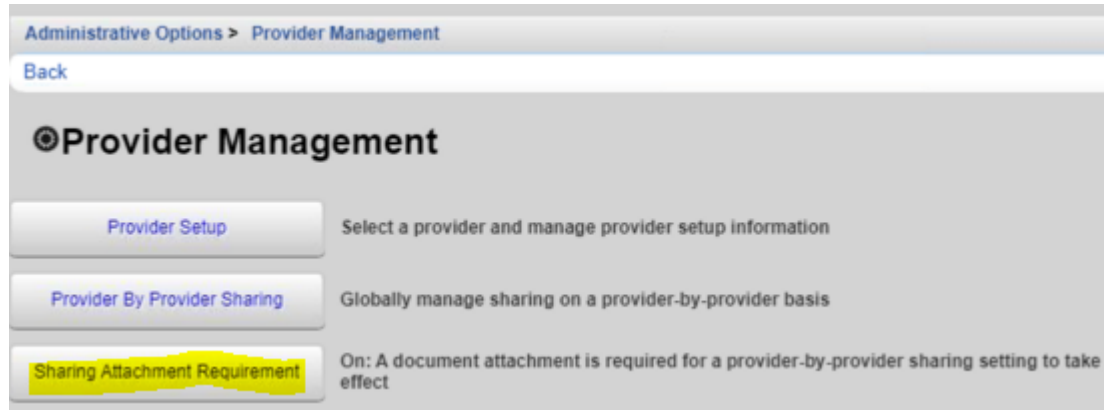 Administrative Options > Provider Management
Back
Provider Management
Provider Setup
Select a provider and manage provider setup information
Provider By Provider Sharing
Globally manage sharing on a provider-by-provider basis
Sharing Attachment Requirement
On: A document attachment is required for a provider-by-provider sharing setting to take
effect